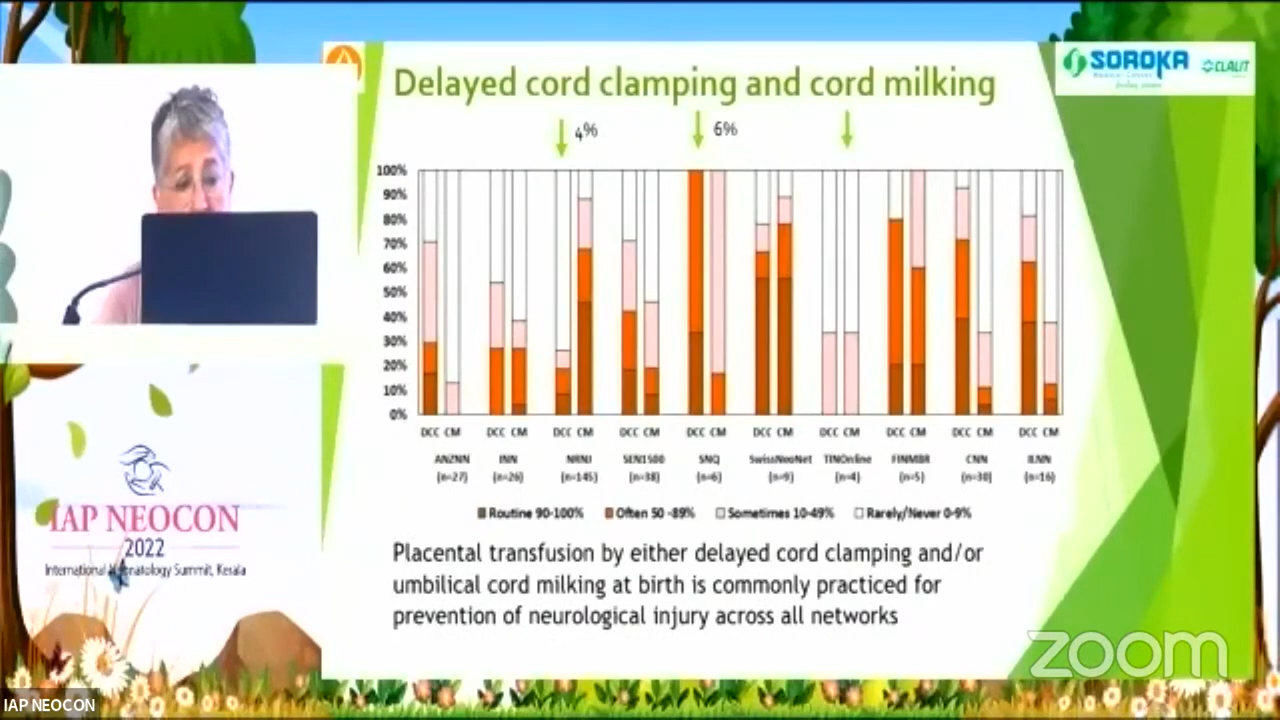 Delayed cord clamping and cord milking
SOROKA
Medical Center
CLALIT
4%
6%
100%
90%
80%
70%
60%
50%
40%
30%
20%
10%
0%
DCC CM DCC CM DCC CM DCC CM DCC CM DCC CM DCC CM DCC CM DCC CM DCC CM
ANZNN INN NRNJ SEN1500 SNQ SwissNeoNet TINOnline FINMBR CNN ILNN
(n=27) (n=26) (n=145) (n=38) (n=6) (n=9) (n=4) (n=5) (n=30) (n=16)
Routine 90-100% Often 50 -89% Sometimes 10-49% Rarely/Never 0-9%
Placental transfusion by either delayed cord clamping and/or
umbilical cord milking at birth is commonly practiced for
prevention of neurological injury across all networks
IAP NEOCON
2022
International Neonatology Summit, Kerala
zoom
IAP NEOCON